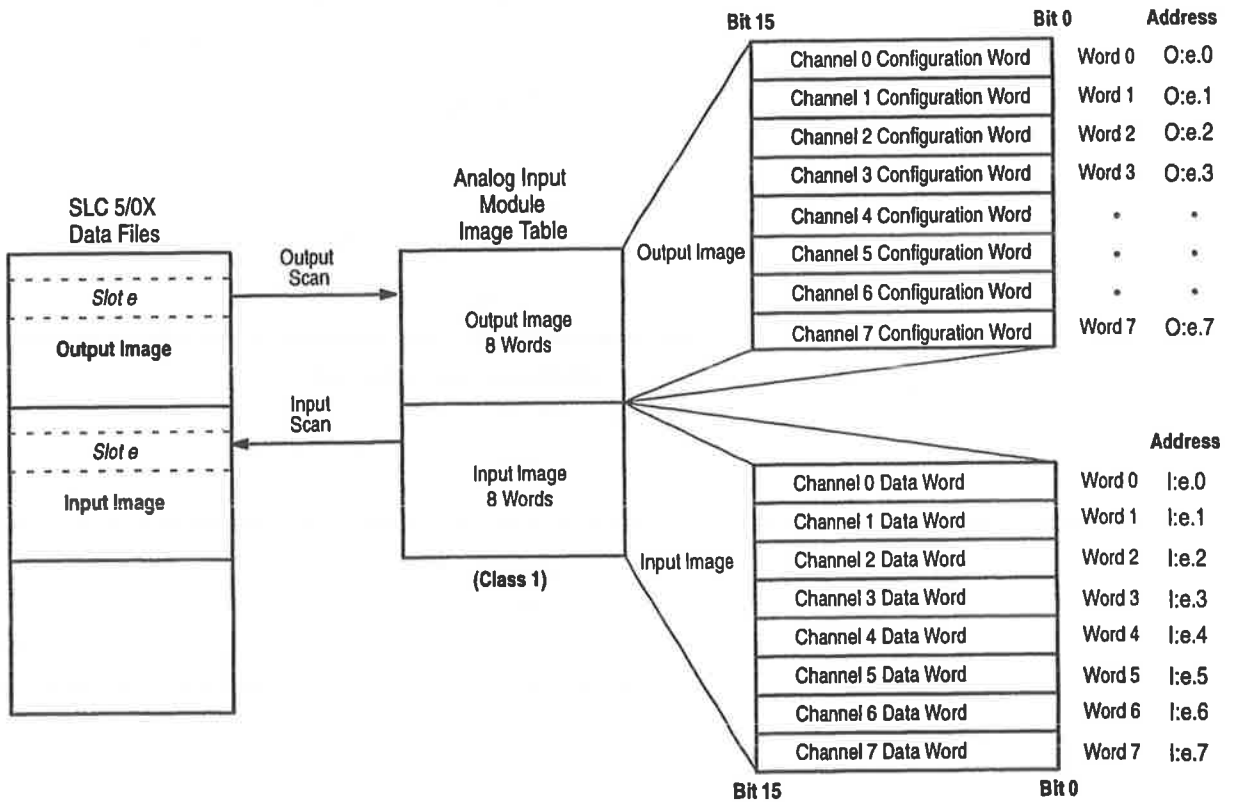 Bit 15 Bit 0 Address
Channel 0 Configuration Word Word 0 O:e.0
Channel 1 Configuration Word Word 1 O:e.1
Channel 2 Configuration Word Word 2 O:e.2
Channel 3 Configuration Word Word 3 O:e.3
Channel 4 Configuration Word • •
Channel 5 Configuration Word • •
Channel 6 Configuration Word • •
Channel 7 Configuration Word Word 7 O:e.7
SLC 5/0X
Data Files
Slot e
Output Image
Slot e
Input Image
Output
Scan
Input
Scan
Analog Input
Module
Image Table
Output Image
8 Words
Input Image
8 Words
(Class 1)
Output Image
Input Image
Address
Channel 0 Data Word Word 0 I:e.0
Channel 1 Data Word Word 1 I:e.1
Channel 2 Data Word Word 2 I:e.2
Channel 3 Data Word Word 3 I:e.3
Channel 4 Data Word Word 4 I:e.4
Channel 5 Data Word Word 5 I:e.5
Channel 6 Data Word Word 6 I:e.6
Channel 7 Data Word Word 7 I:e.7
Bit 15 Bit 0